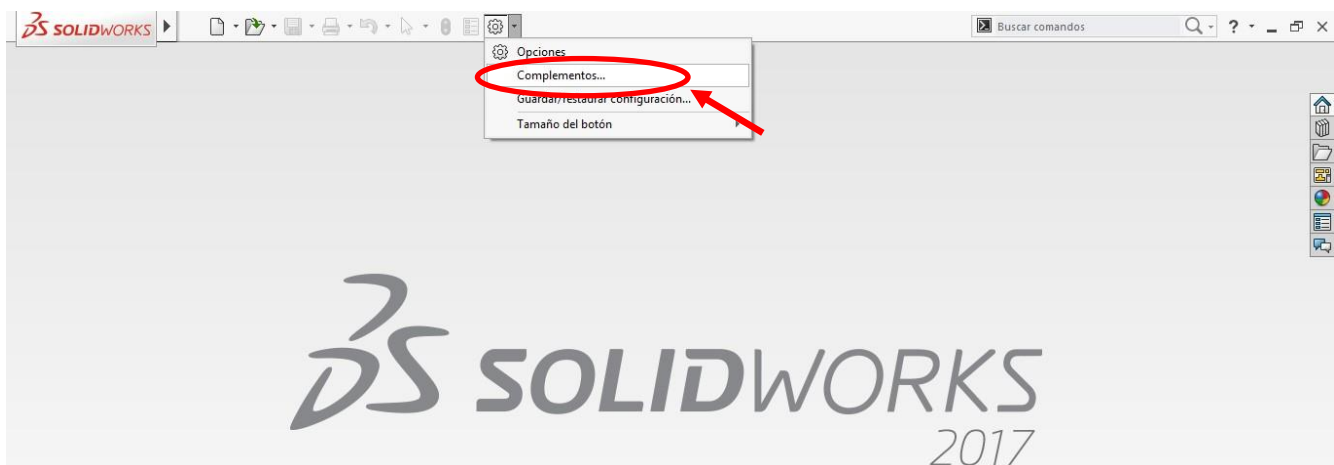 SOLIDWORKS
Buscar comandos
?
Opciones
Complementos...
Guardar/restaurar configuración...
Tamaño del botón
SOLIDWORKS
2017